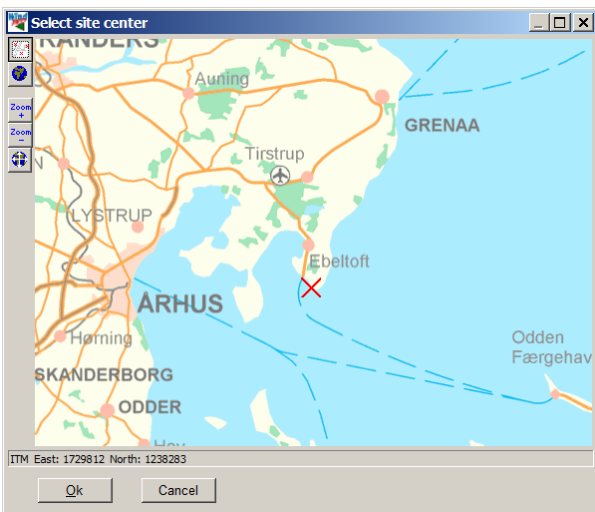 Select site center
RANDERS
Auning
Zoom
+
Zoom
−
GRENAA
Tirstrup
N
LYSTRUP
Ebeltoft
ÅRHUS
Hørning
Odden
Færgehav
SKANDERBORG
ODDER
Hav
ITM East: 1729812 North: 1238283
Ok
Cancel